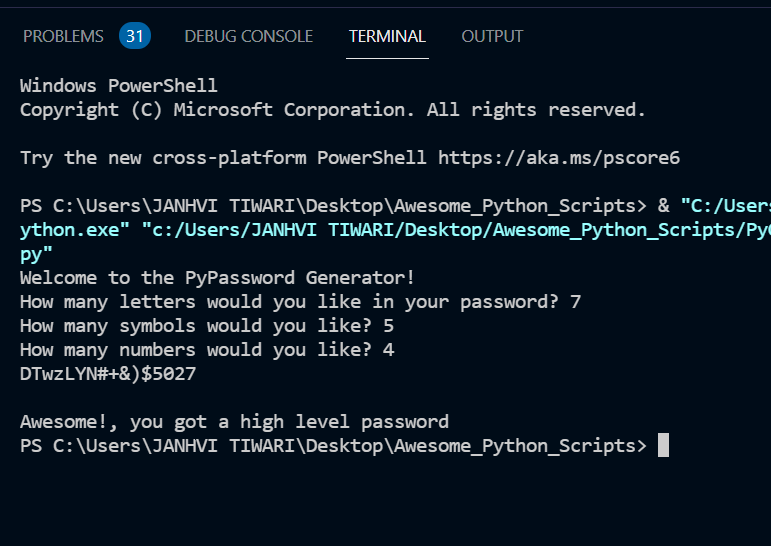 PROBLEMS 31 DEBUG CONSOLE TERMINAL OUTPUT
Windows PowerShell
Copyright (C) Microsoft Corporation. All rights reserved.
Try the new cross-platform PowerShell https://aka.ms/pscore6
PS C:\Users\JANHVI TIWARI\Desktop\Awesome_Python_Scripts> & "C:/Users
ython.exe" "c:/Users/JANHVI TIWARI/Desktop/Awesome_Python_Scripts/Py
py"
Welcome to the PyPassword Generator!
How many letters would you like in your password? 7
How many symbols would you like? 5
How many numbers would you like? 4
DTwzLYN#+&)$5027
Awesome!, you got a high level password
PS C:\Users\JANHVI TIWARI\Desktop\Awesome_Python_Scripts>